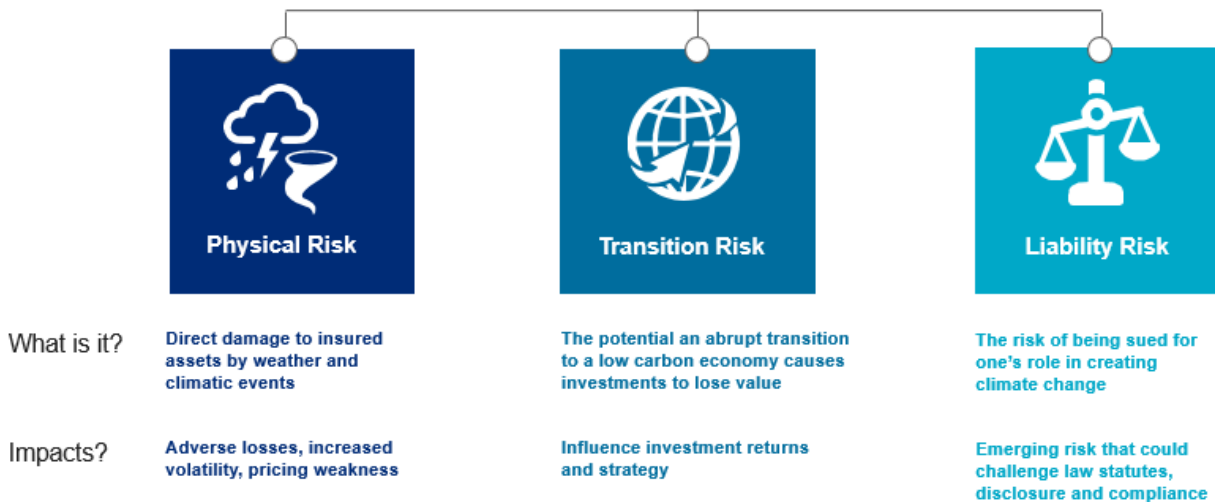 Physical Risk
Transition Risk
Liability Risk
What is it?
Direct damage to insured
assets by weather and
climatic events
The potential an abrupt transition
to a low carbon economy causes
investments to lose value
The risk of being sued for
one's role in creating
climate change
Impacts?
Adverse losses, increased
volatility, pricing weakness
Influence investment returns
and strategy
Emerging risk that could
challenge law statutes,
disclosure and compliance